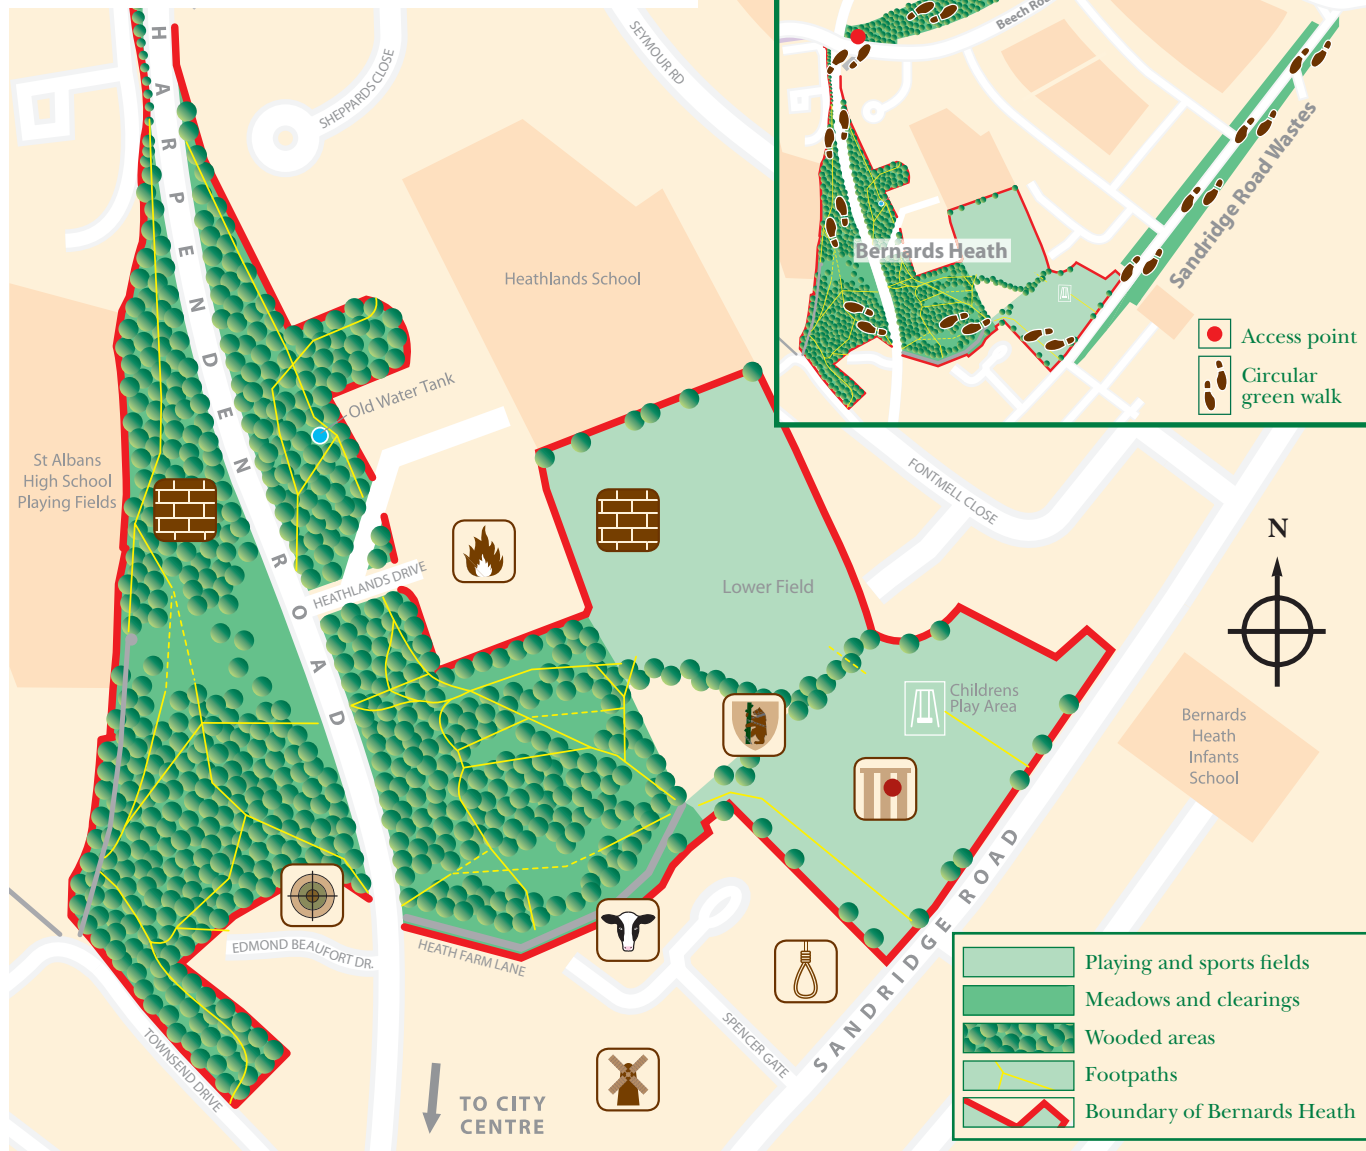 HARPENDEN ROAD
SHEPPARDS CLOSE
SEYMOUR RD
Heathlands School
Old Water Tank
St Albans
High School
Playing Fields
HEATHLANDS DRIVE
Lower Field
FONTMELL CLOSE
Childrens
Play Area
Bernards
Heath
Infants
School
N
EDMOND BEAUFORT DR.
HEATH FARM LANE
TOWNSEND DRIVE
SPENCER GATE
SANDRIDGE ROAD
TO CITY
CENTRE
Beech Roa
Bernards Heath
Sandridge Road Wastes
Access point
Circular
green walk
Playing and sports fields
Meadows and clearings
Wooded areas
Footpaths
Boundary of Bernards Heath